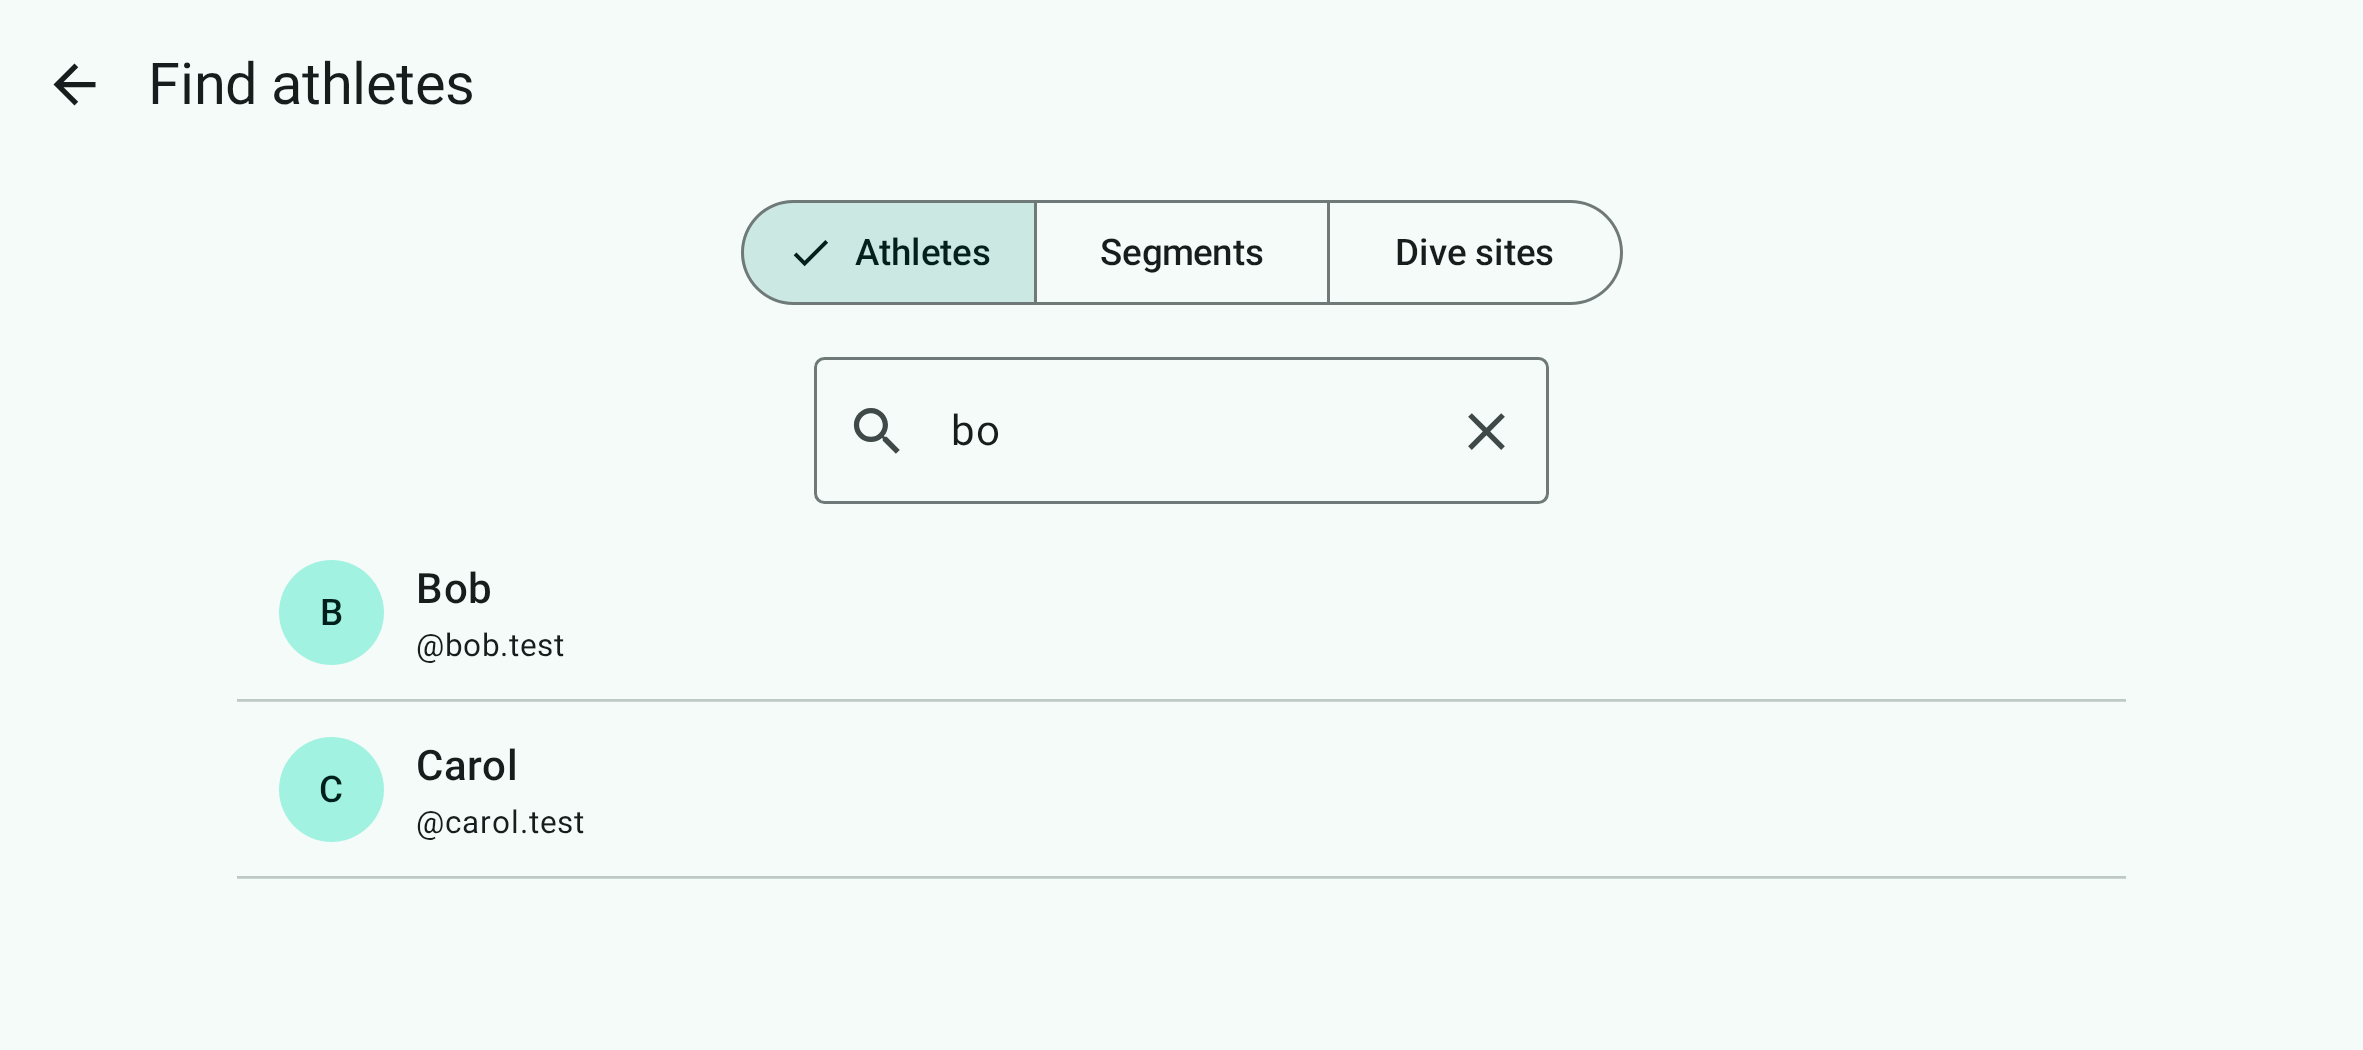 Find athletes
Athletes
Segments
Dive sites
bo
B
Bob
@bob.test
C
Carol
@carol.test